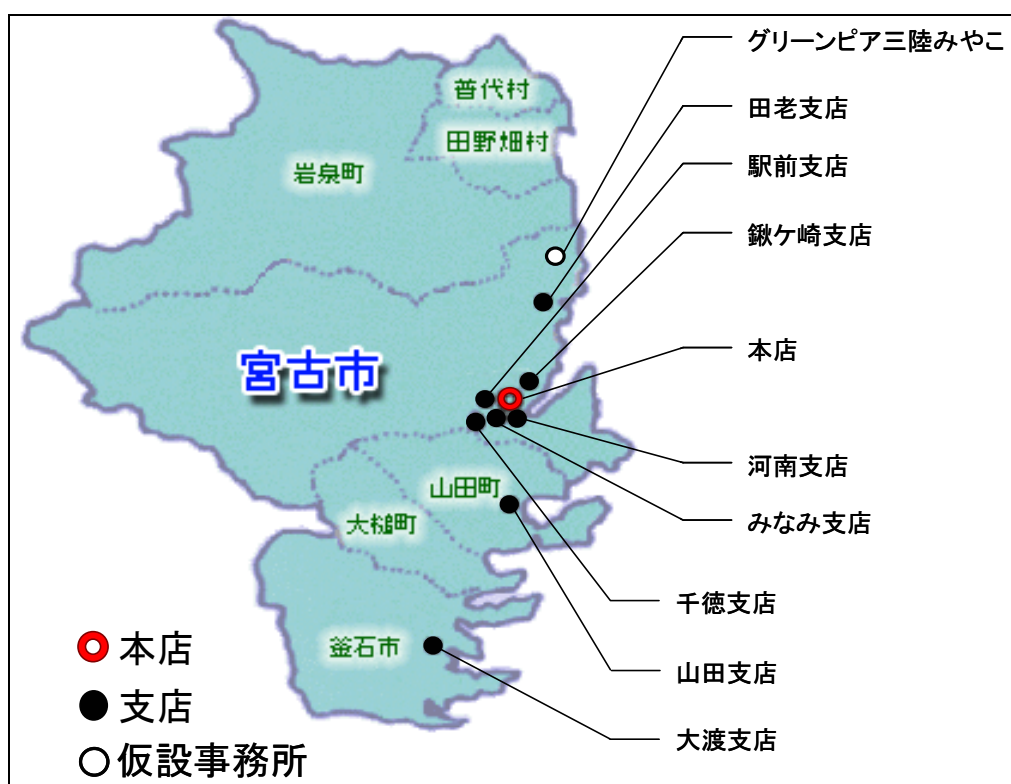 グリーンピア三陸みやこ
田老支店
駅前支店
鍬ケ崎支店
本店
河南支店
みなみ支店
千徳支店
山田支店
大渡支店
普代村
田野畑村
岩泉町
宮古市
山田町
大槌町
釜石市
本店
支店
仮設事務所